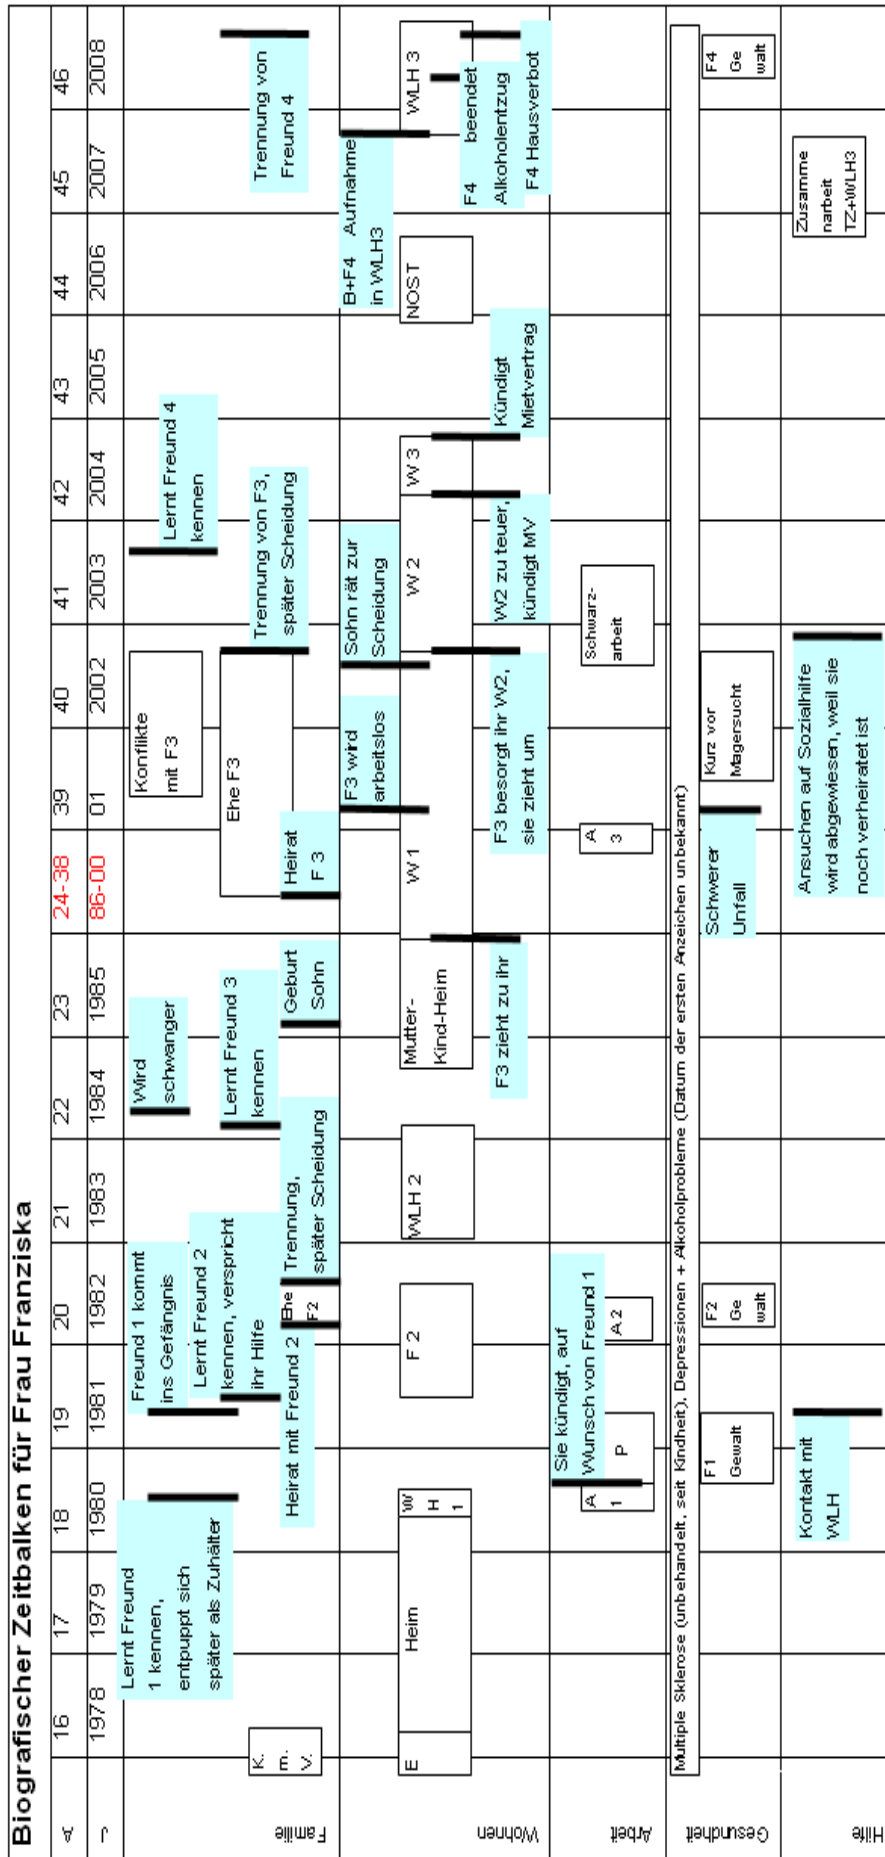 Biografischer Zeitbalken für Frau Franziska
A
16
17
18
19
20
21
22
23
24-38
39
40
41
42
43
44
45
46
J
1978
1979
1980
1981
1982
1983
1984
1985
86-00
01
2002
2003
2004
2005
2006
2007
2008
Familie
K.
m.
V.
Lernt Freund
1 kennen,
entpuppt sich
später als Zuhälter
Freund 1 kommt
ins Gefängnis
Lernt Freund 2
kennen, verspricht
ihr Hilfe
Heirat mit Freund 2
Ehe
F2
Trennung,
später Scheidung
Wird
schwanger
Lernt Freund 3
kennen
Geburt
Sohn
Heirat
F 3
Ehe F3
Konflikte
mit F3
Trennung von F3,
später Scheidung
Lernt Freund 4
kennen
Trennung von
Freund 4
Wohnen
E
Heim
W
H
1
F 2
WLH 2
Mutter-
Kind-Heim
F3 zieht zu ihr
W1
F3 wird
arbeitslos
Sohn rät zur
Scheidung
F3 besorgt ihr W2,
sie zieht um
W 2
W2 zu teuer,
kündigt MV
W 3
Kündigt
Mietvertrag
NOST
B+F4 Aufnahme
in WLH3
WLH 3
F4 beendet
Alkoholentzug
F4 Hausverbot
Arbeit
A
1
Sie kündigt, auf
Wunsch von Freund 1
P
A 2
A
3
Schwarz-
arbeit
Gesundheit
Multiple Sklerose (unbehandelt, seit Kindheit), Depressionen + Alkoholprobleme (Datum der ersten Anzeichen unbekannt)
F1
Gewalt
F2
Ge
walt
Schwerer
Unfall
Kurz vor
Magersucht
F4
Ge
walt
Hilfe
Kontakt mit
WLH
Ansuchen auf Sozialhilfe
wird abgewiesen, weil sie
noch verheiratet ist
Zusamme
narbeit
TZ+WLH3